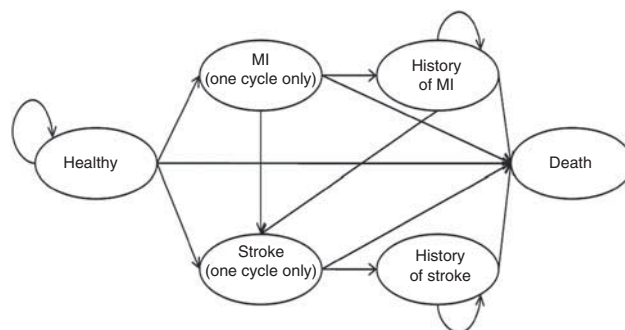 MI
(one cycle only)
History
of MI
Healthy
Death
Stroke
(one cycle only)
History
of stroke